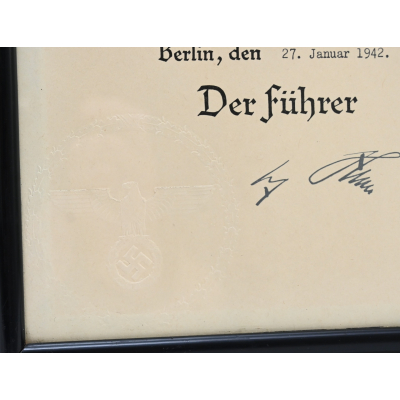 Berlin, den 27. Januar 1942.
Der Führer